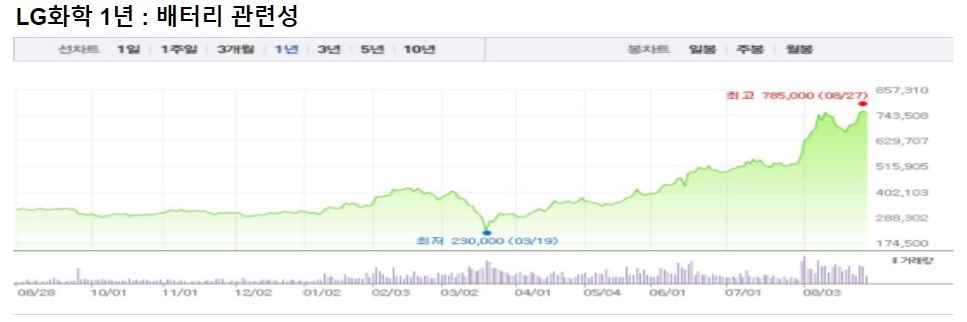 LG화학 1년 : 배터리 관련성
선차트 1일 1주일 3개월 1년 3년 5년 10년 봉차트 일봉 주봉 월봉
최고 785,000 (08/27)
857,310
743,508
629,707
515,905
402,103
288,302
174,500
최저 230,000 (03/19)
거래량
08/28 10/01 11/01 12/02 01/02 02/03 03/02 04/01 05/04 06/01 07/01 08/03